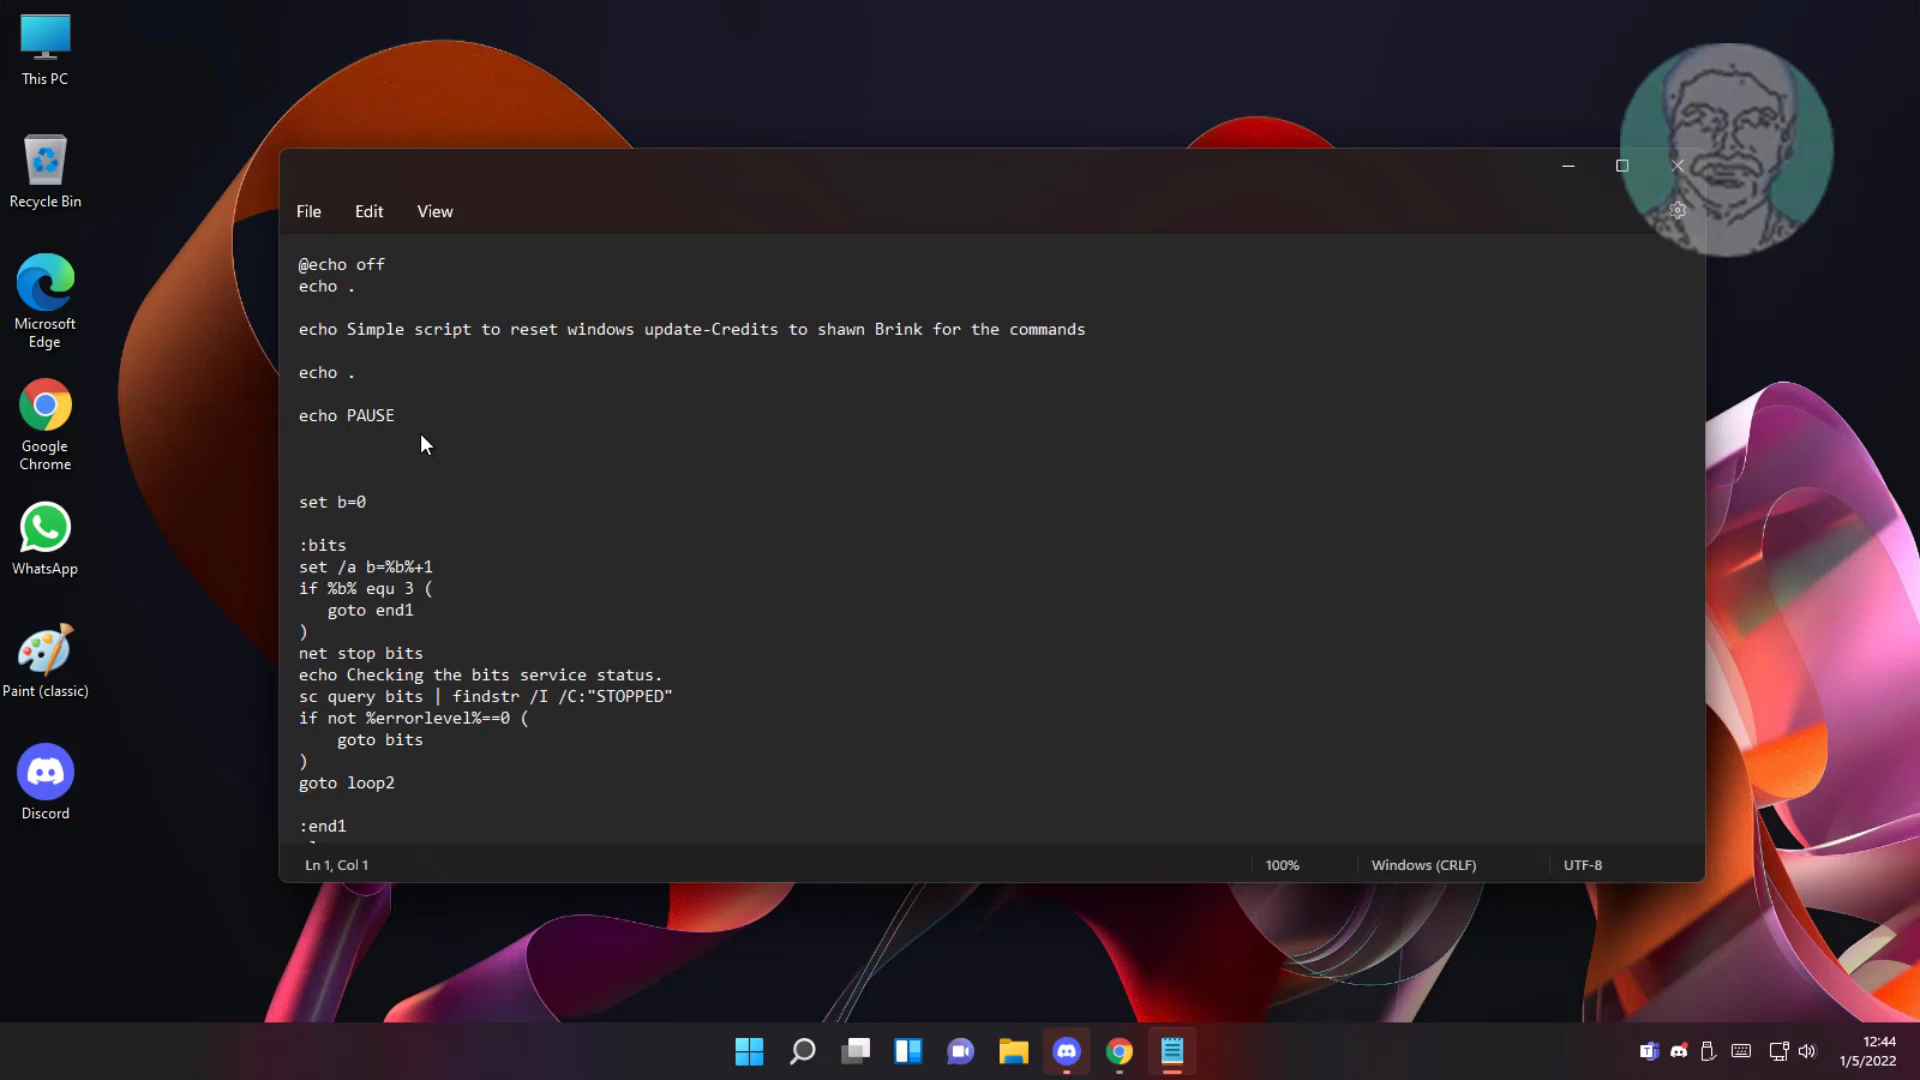 This PC
Recycle Bin
Microsoft
Edge
Google
Chrome
WhatsApp
Paint (classic)
Discord
File Edit View
@echo off
echo .
echo Simple script to reset windows update-Credits to shawn Brink for the commands
echo .
echo PAUSE
set b=0
:bits
set /a b=%b%+1
if %b% equ 3 (
goto end1
)
net stop bits
echo Checking the bits service status.
sc query bits | findstr /I /C:"STOPPED"
if not %errorlevel%==0 (
goto bits
)
goto loop2
:end1
Ln 1, Col 1 100% Windows (CRLF) UTF-8
12:44
1/5/2022